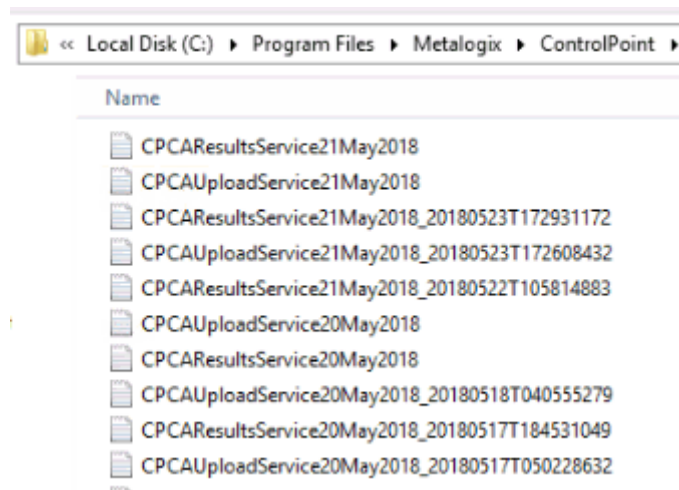 « Local Disk (C:) ▸ Program Files ▸ Metalogix ▸ ControlPoint ▸
Name
CPCAResultsService21May2018
CPCAUploadService21May2018
CPCAResultsService21May2018_20180523T172931172
CPCAUploadService21May2018_20180523T172608432
CPCAResultsService21May2018_20180522T105814883
CPCAUploadService20May2018
CPCAResultsService20May2018
CPCAUploadService20May2018_20180518T040555279
CPCAResultsService20May2018_20180517T184531049
CPCAUploadService20May2018_20180517T050228632